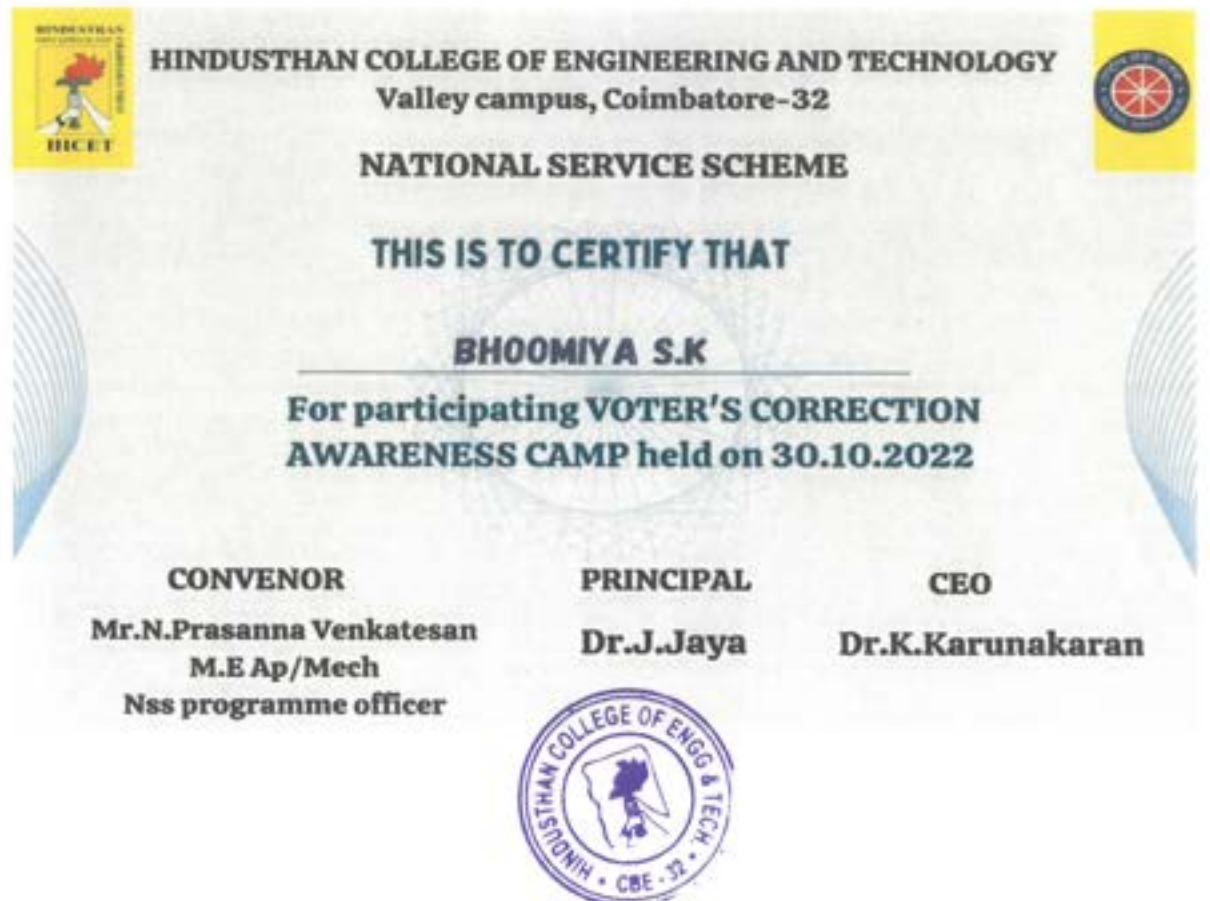 HINDUSTHAN
HICET
HINDUSTHAN COLLEGE OF ENGINEERING AND TECHNOLOGY
Valley campus, Coimbatore-32
NATIONAL SERVICE SCHEME
THIS IS TO CERTIFY THAT
BHOOMIYA S.K
For participating VOTER'S CORRECTION
AWARENESS CAMP held on 30.10.2022
CONVENOR
Mr.N.Prasanna Venkatesan
M.E Ap/Mech
Nss programme officer
PRINCIPAL
Dr.J.Jaya
CEO
Dr.K.Karunakaran
HINDUSTHAN COLLEGE OF ENGG & TECH. • CBE - 32 •